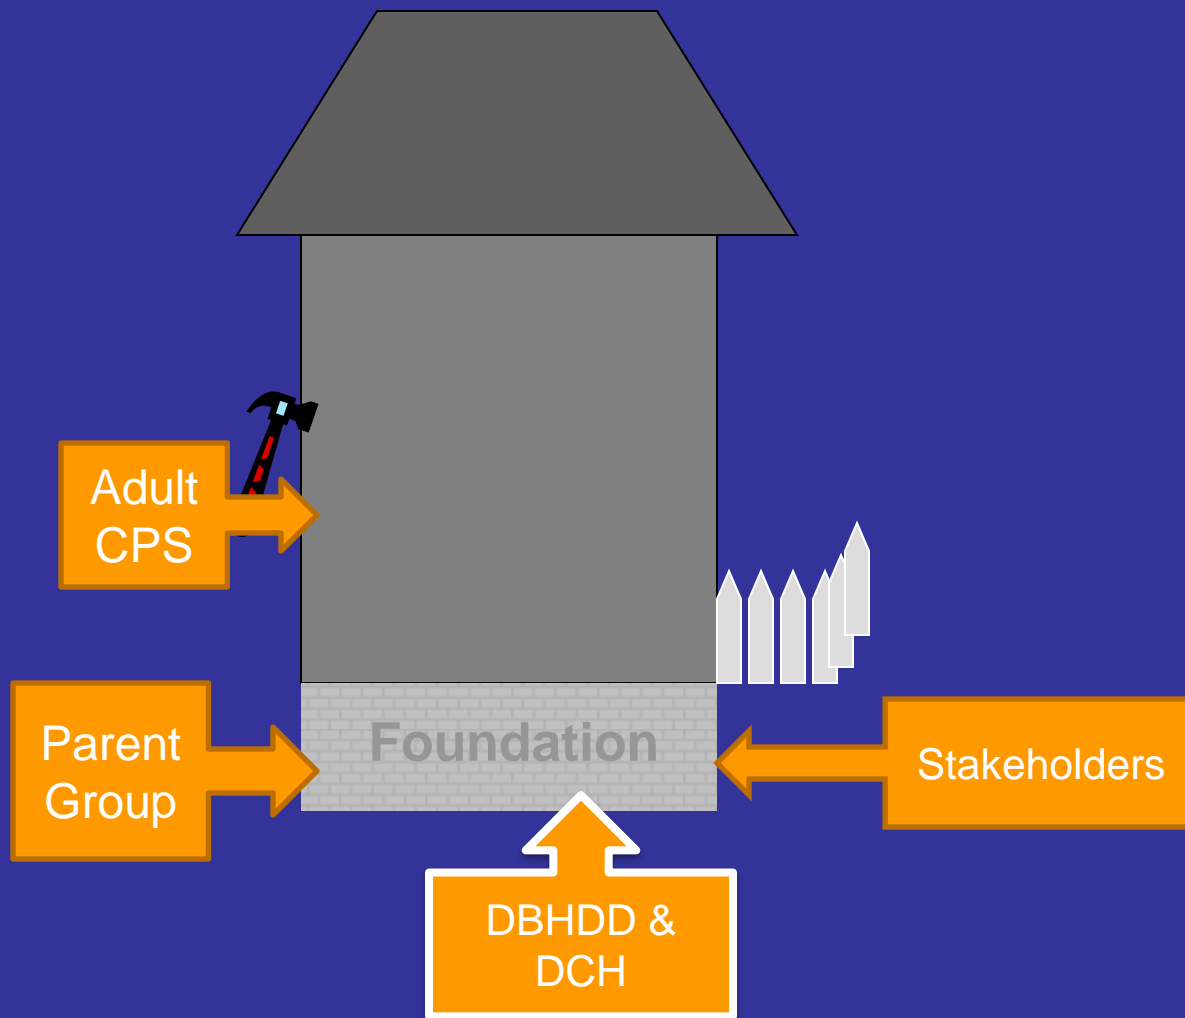 Adult
CPS
Parent
Group
Foundation
Stakeholders
DBHDD &
DCH